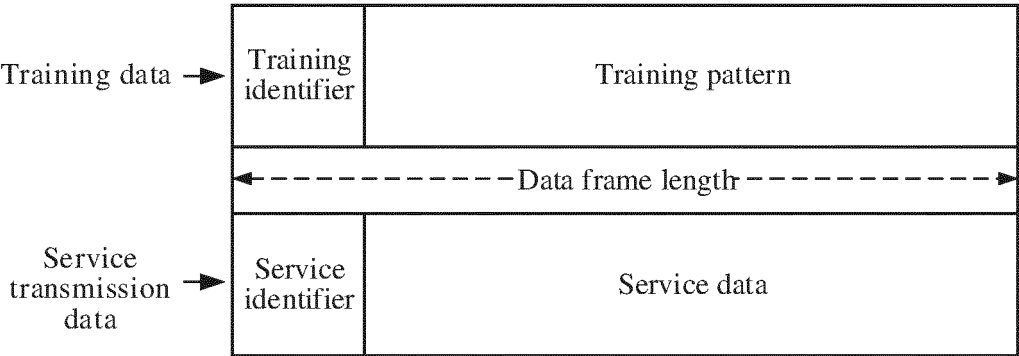 Training data
Training
identifier
Training pattern
Data frame length
Service
transmission
data
Service
identifier
Service data